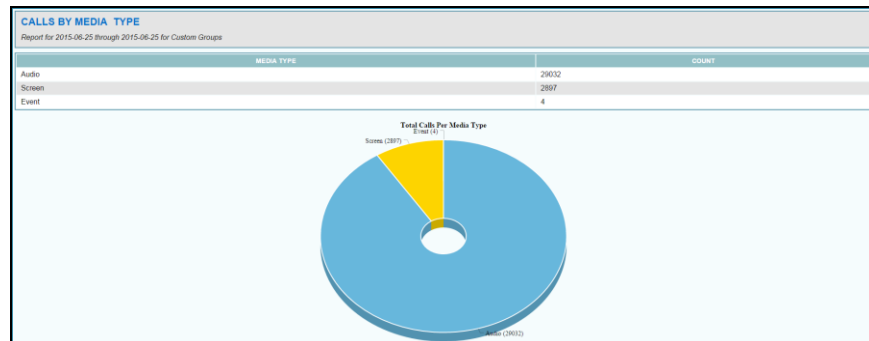 CALLS BY MEDIA TYPE
Report for 2015-06-25 through 2015-06-25 for Custom Groups
MEDIA TYPE COUNT
Audio 29032
Screen 2897
Event 4
Total Calls Per Media Type
Event (4)
Screen (2897)
Audio (29032)